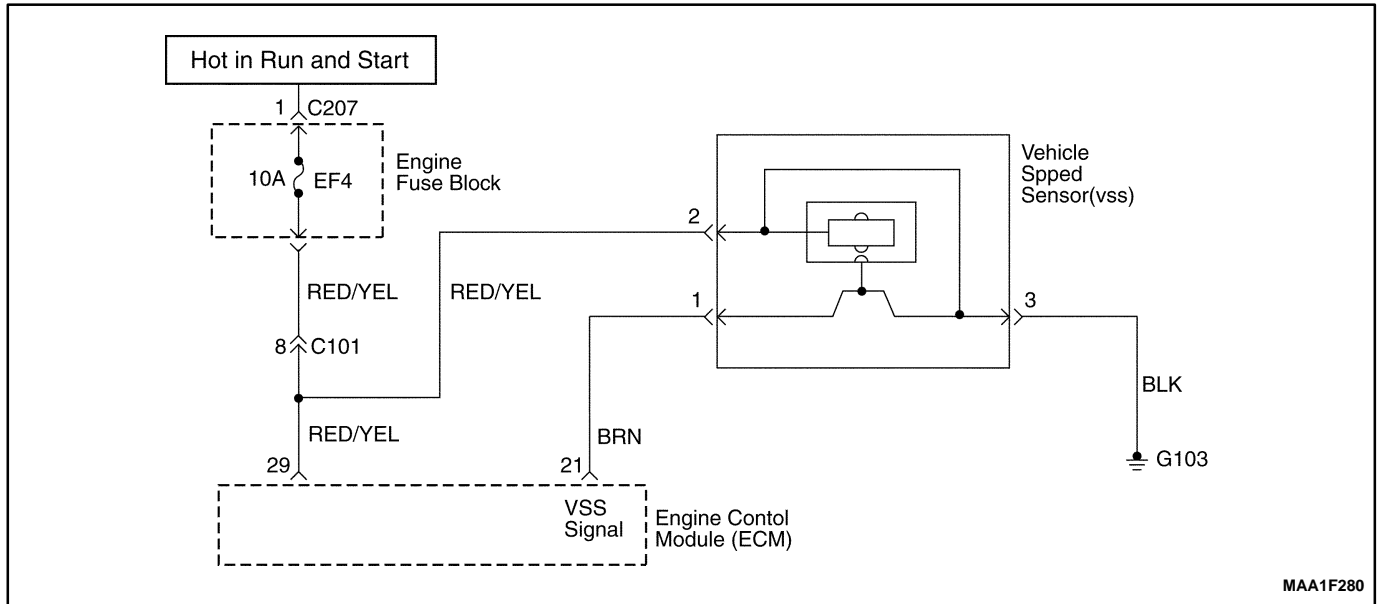 Hot in Run and Start
1 C207
10A EF4
Engine
Fuse Block
RED/YEL
RED/YEL
8 C101
RED/YEL
29
21
BRN
VSS
Signal
Engine Contol
Module (ECM)
2
1
3
Vehicle
Spped
Sensor(vss)
BLK
G103
MAA1F280